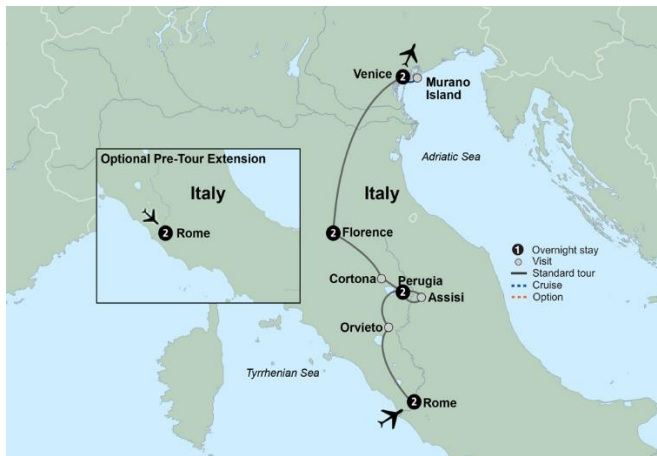 Venice
2
Murano
Island
Adriatic Sea
Optional Pre-Tour Extension
Italy
2
Rome
Italy
2
Florence
Cortona
Perugia
2
Assisi
Orvieto
Tyrrhenian Sea
2
Rome
1 Overnight stay
Visit
Standard tour
Cruise
Option